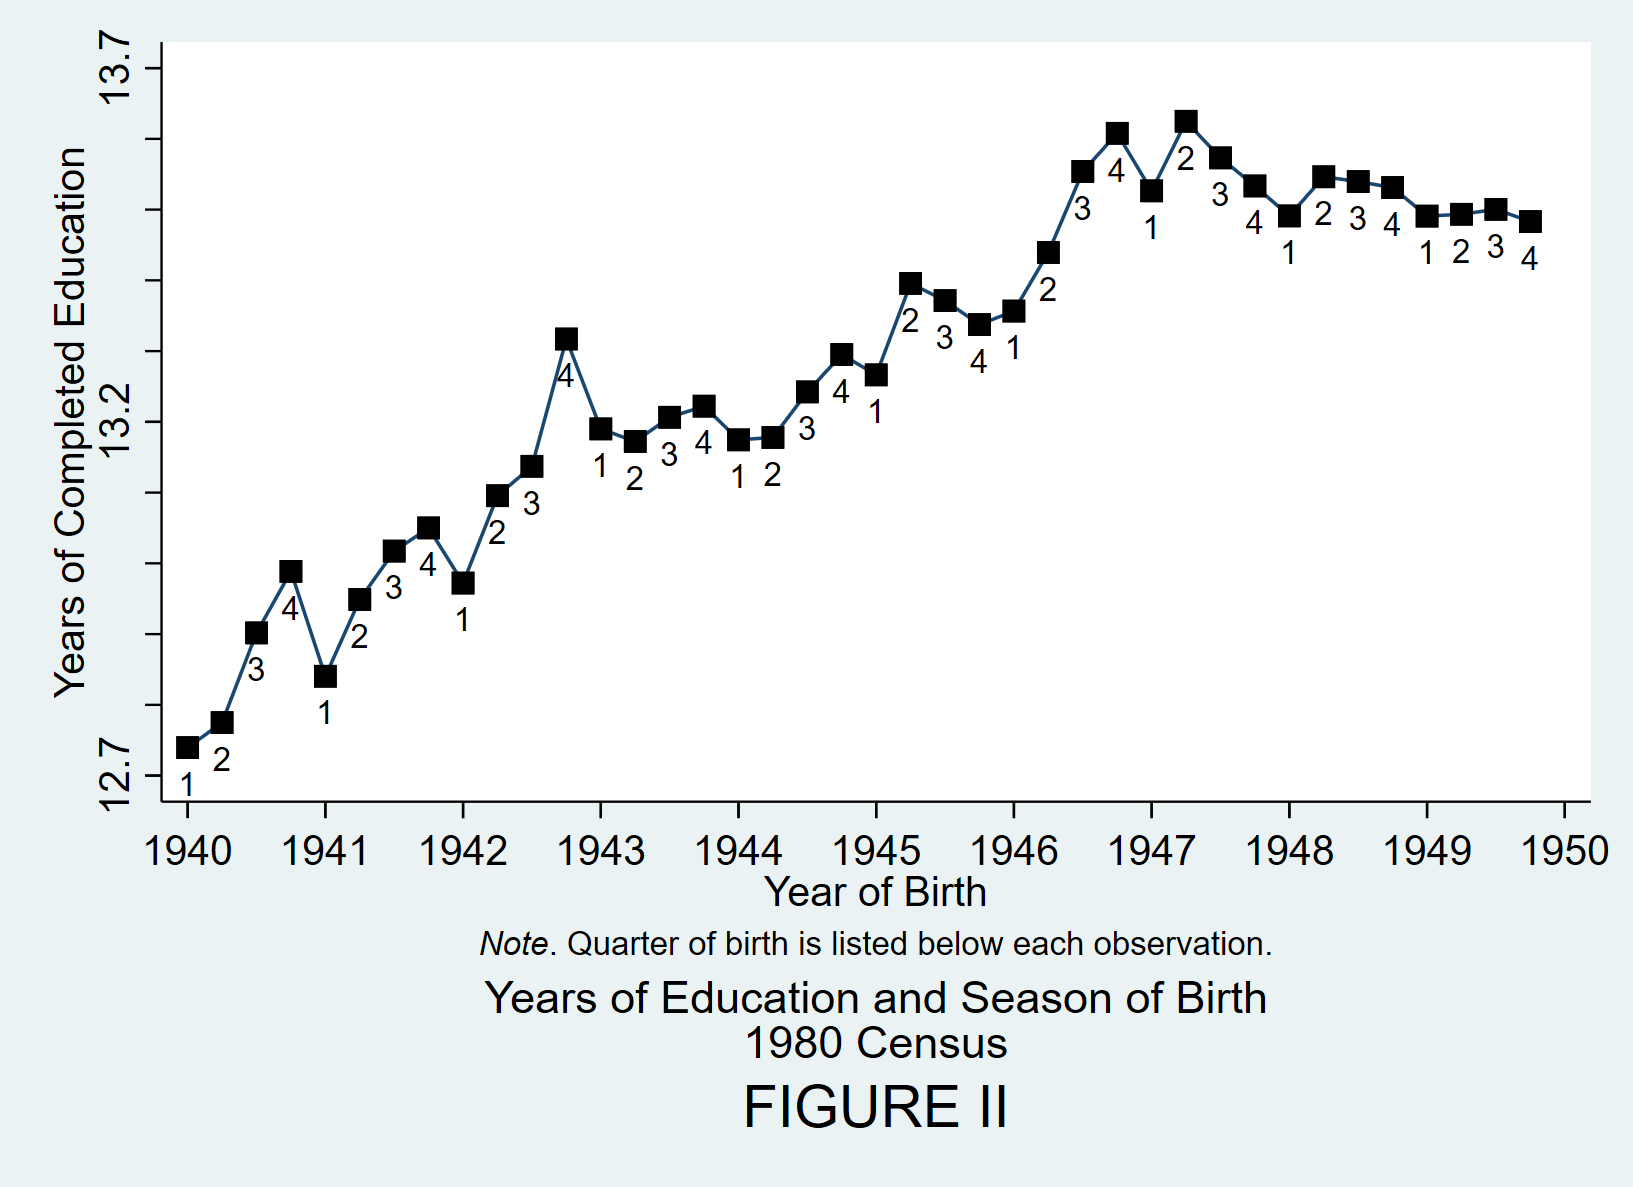 13.7
13.2
12.7
Years of Completed Education
1 2 3 4 1 2 3 4 1 2 3 4 1 2 3 4 1 2 3 4 1 2 3 4 1 2 3 4 1 2 3 4 1 2 3 4 1 2 3 4
1940 1941 1942 1943 1944 1945 1946 1947 1948 1949 1950
Year of Birth
Note. Quarter of birth is listed below each observation.
Years of Education and Season of Birth
1980 Census
FIGURE II